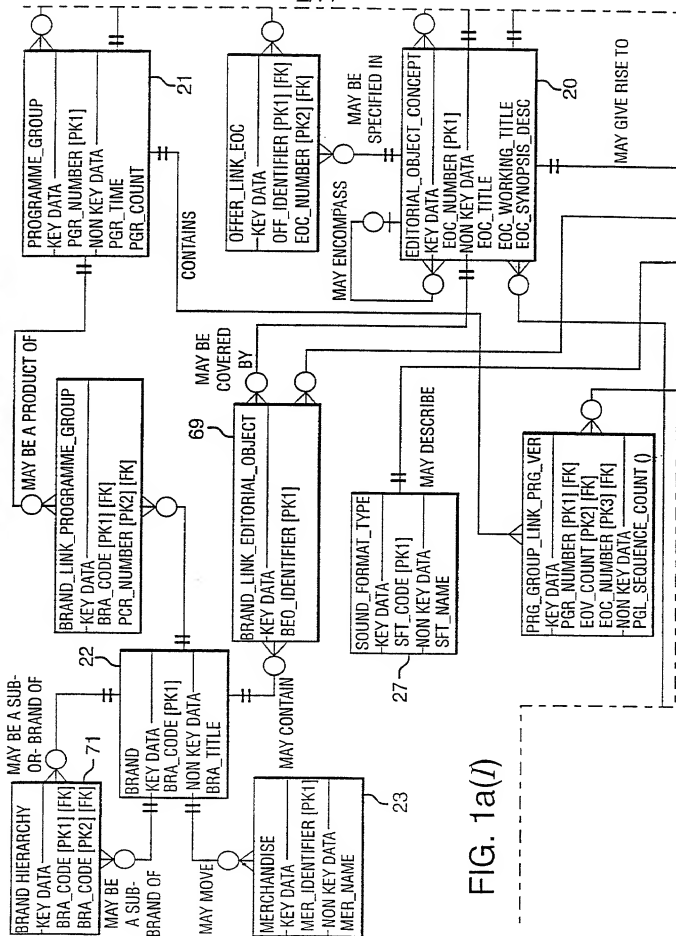 BRAND HIERARCHY
KEY DATA
BRA_CODE [PK1] [FK]
BRA_CODE [PK2] [FK]
71
MAY BE A SUB-
OR- BRAND OF
MAY BE
A SUB-
BRAND OF
BRAND
KEY DATA
BRA_CODE [PK1]
NON KEY DATA
BRA_TITLE
22
MAY MOVE
MERCHANDISE
KEY DATA
MER_IDENTIFIER [PK1]
NON KEY DATA
MER_NAME
23
MAY CONTAIN
BRAND_LINK_PROGRAMME_GROUP
KEY DATA
BRA_CODE [PK1] [FK]
PCR_NUMBER [PK2] [FK]
MAY BE A PRODUCT OF
BRAND_LINK_EDITORIAL_OBJECT
KEY DATA
BEO_IDENTIFIER [PK1]
69
MAY BE
COVERED
BY
SOUND_FORMAT_TYPE
KEY DATA
SFT_CODE [PK1]
NON KEY DATA
SFT_NAME
27
MAY DESCRIBE
PROGRAMME_GROUP
KEY DATA
PGR_NUMBER [PK1]
NON KEY DATA
PGR_TIME
PGR_COUNT
21
CONTAINS
OFFER_LINK_EOC
KEY DATA
OFF_IDENTIFIER [PK1] [FK]
EOC_NUMBER [PK2] [FK]
MAY BE
SPECIFIED IN
MAY ENCOMPASS
EDITORIAL_OBJECT_CONCEPT
KEY DATA
EOC_NUMBER [PK1]
NON KEY DATA
EOC_TITLE
EOC_WORKING_TITLE
EOC_SYNOPSIS_DESC
20
MAY GIVE RISE TO
PRG_GROUP_LINK_PRG_VER
KEY DATA
PGR_NUMBER [PK1] [FK]
EOV_COUNT [PK2] [FK]
EOC_NUMBER [PK3] [FK]
NON KEY DATA
PGL_SEQUENCE_COUNT ()
FIG. 1a(I)